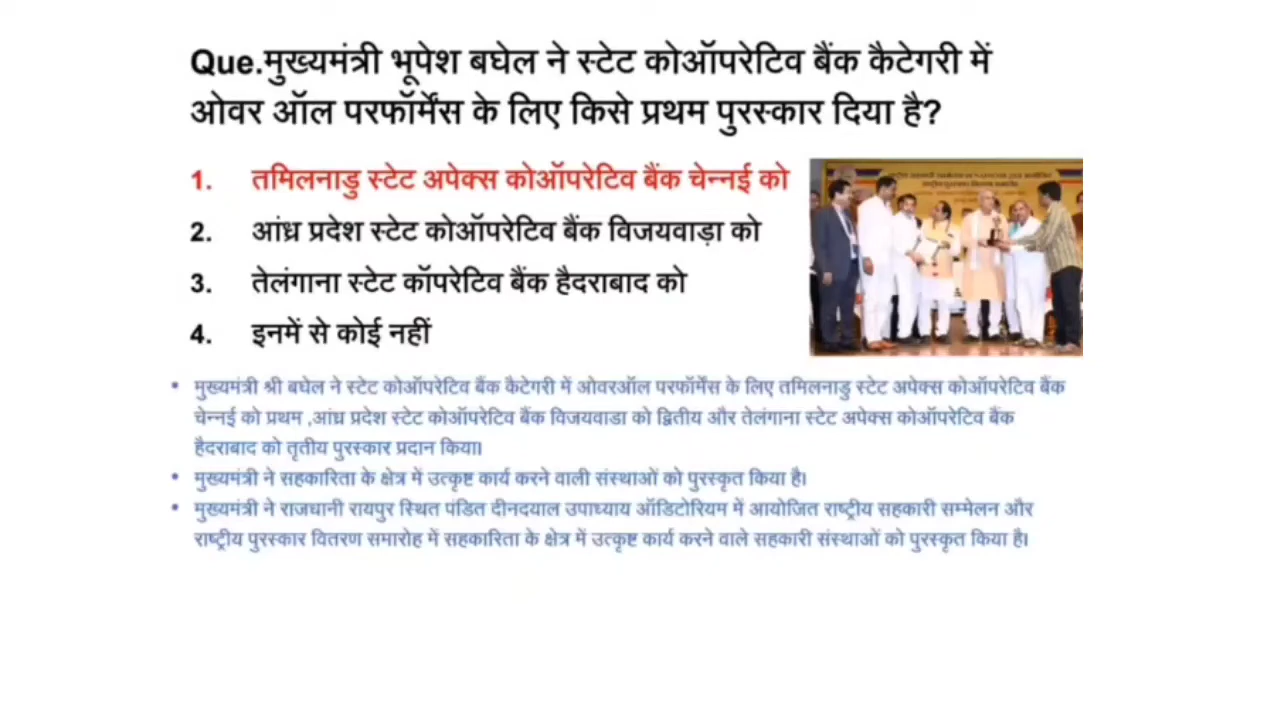 Que.मुख्यमंत्री भूपेश बघेल ने स्टेट कोऑपरेटिव बैंक कैटेगरी में
ओवर ऑल परफॉर्मेंस के लिए किसे प्रथम पुरस्कार दिया है?
1. तमिलनाडु स्टेट अपेक्स कोऑपरेटिव बैंक चेन्नई को
2. आंध्र प्रदेश स्टेट कोऑपरेटिव बैंक विजयवाड़ा को
3. तेलंगाना स्टेट कॉपरेटिव बैंक हैदराबाद को
4. इनमें से कोई नहीं
• मुख्यमंत्री श्री बघेल ने स्टेट कोऑपरेटिव बैंक कैटेगरी में ओवरऑल परफॉर्मेंस के लिए तमिलनाडु स्टेट अपेक्स कोऑपरेटिव बैंक
चेन्नई को प्रथम ,आंध्र प्रदेश स्टेट कोऑपरेटिव बैंक विजयवाडा को द्वितीय और तेलंगाना स्टेट अपेक्स कोऑपरेटिव बैंक
हैदराबाद को तृतीय पुरस्कार प्रदान किया।
• मुख्यमंत्री ने सहकारिता के क्षेत्र में उत्कृष्ट कार्य करने वाली संस्थाओं को पुरस्कृत किया है।
• मुख्यमंत्री ने राजधानी रायपुर स्थित पंडित दीनदयाल उपाध्याय ऑडिटोरियम में आयोजित राष्ट्रीय सहकारी सम्मेलन और
राष्ट्रीय पुरस्कार वितरण समारोह में सहकारिता के क्षेत्र में उत्कृष्ट कार्य करने वाले सहकारी संस्थाओं को पुरस्कृत किया है।